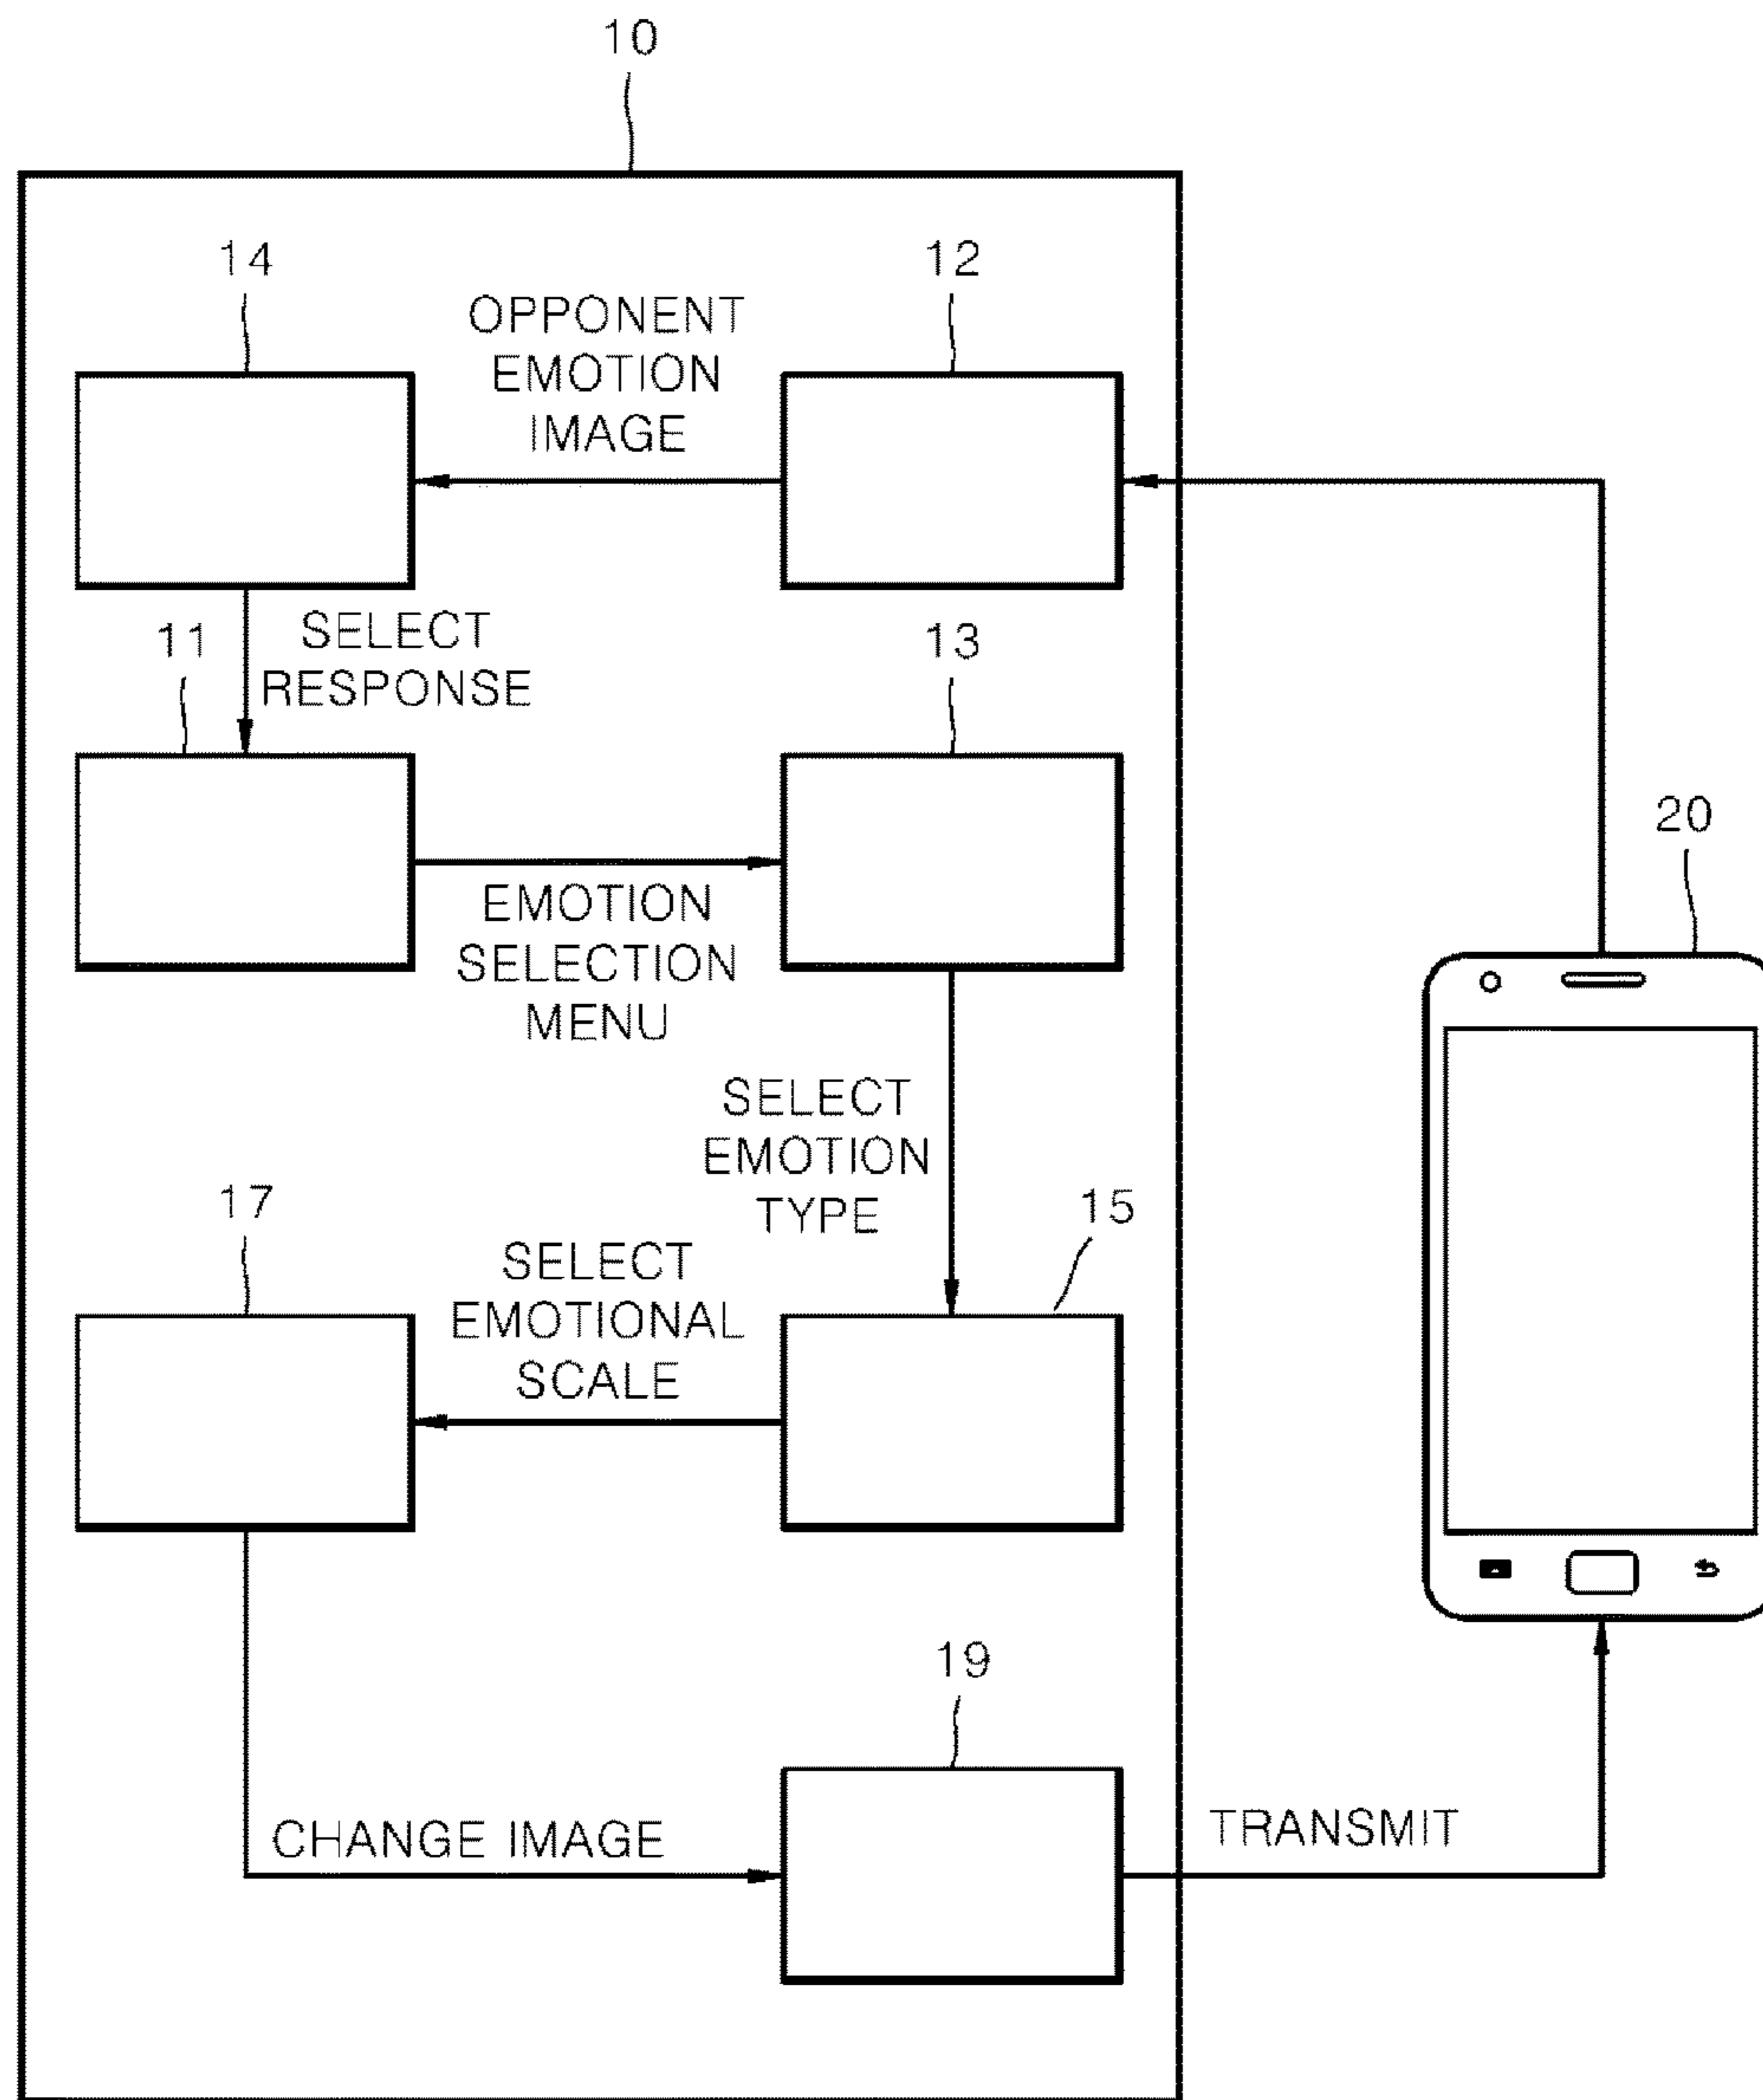 10
14
12
OPPONENT
EMOTION
IMAGE
SELECT
RESPONSE
11
13
EMOTION
SELECTION
MENU
20
SELECT
EMOTION
TYPE
17
15
SELECT
EMOTIONAL
SCALE
19
CHANGE IMAGE
TRANSMIT